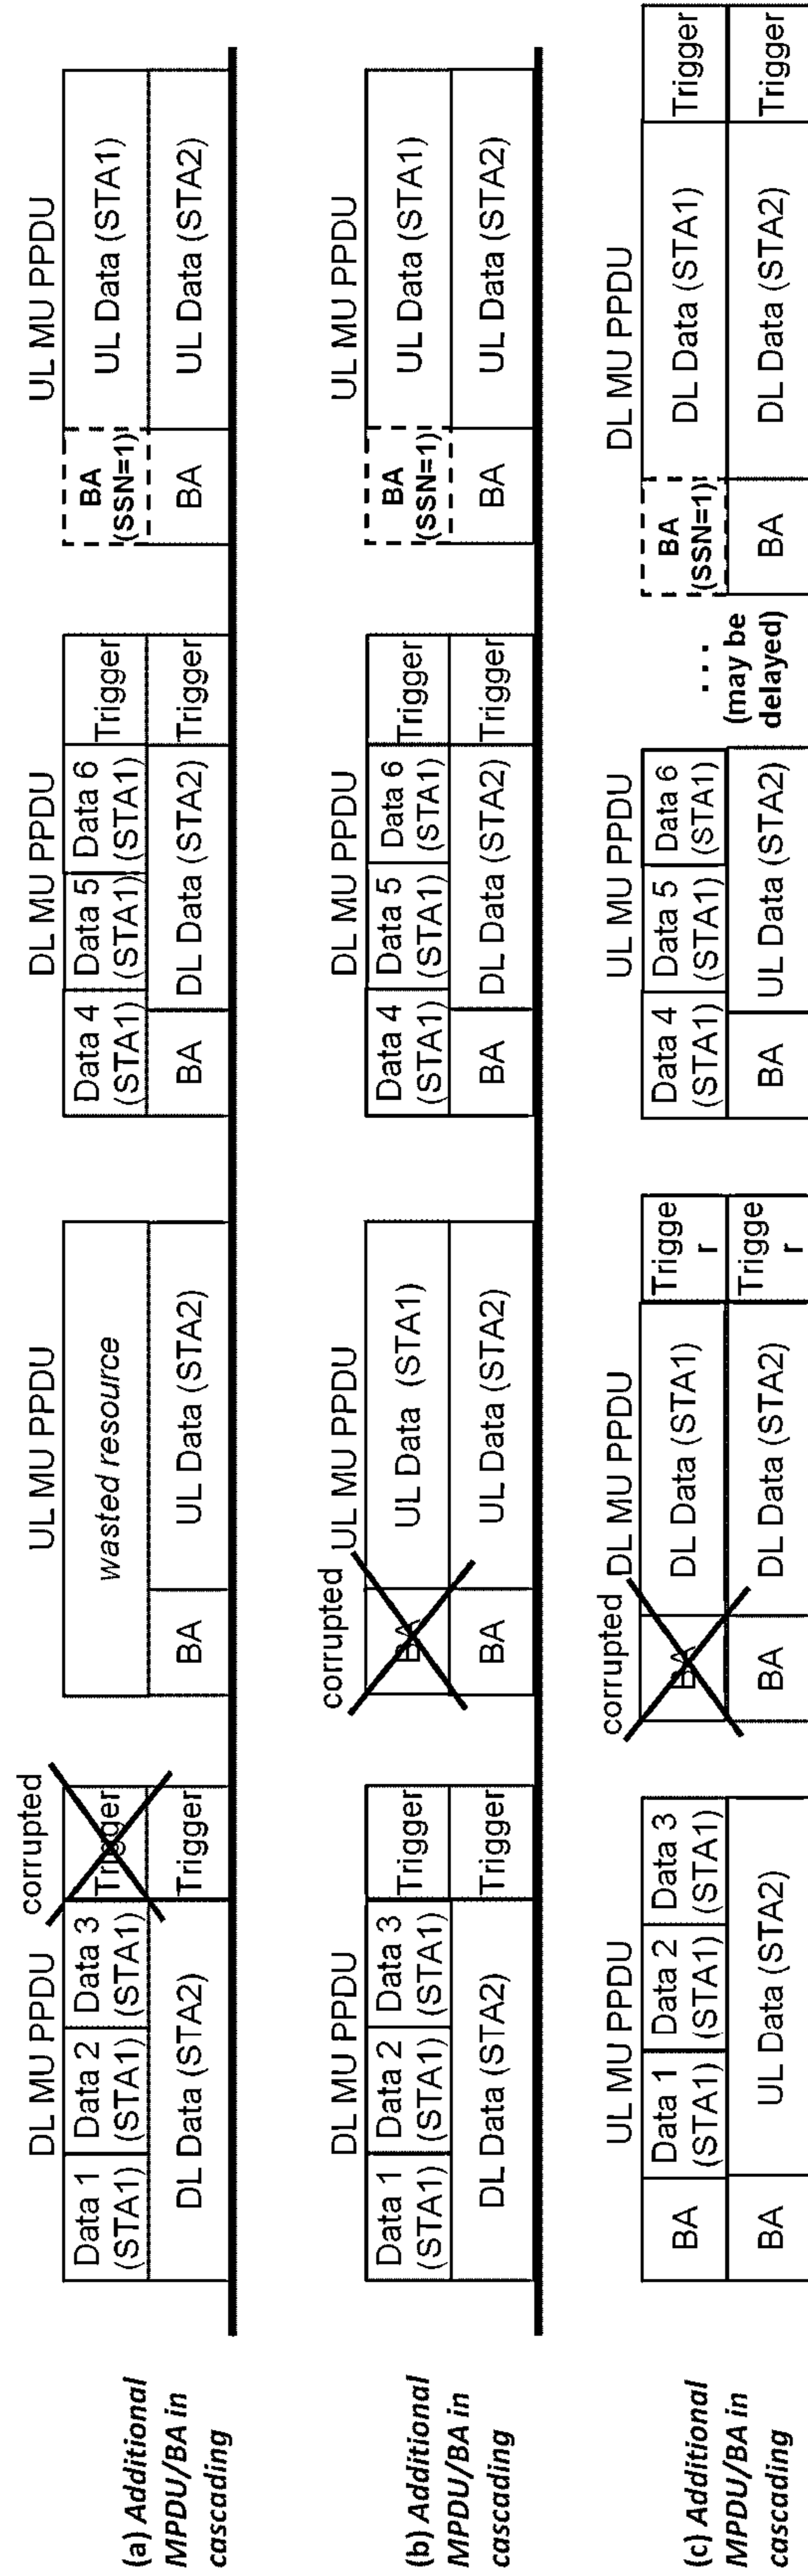 (a) Additional
MPDU/BA in
cascading
DL MU PPDU
Data 1
(STA1)
Data 2
(STA1)
Data 3
(STA1)
corrupted
Trigger
DL Data (STA2)
Trigger
UL MU PPDU
wasted resource
BA
UL Data (STA2)
DL MU PPDU
Data 4
(STA1)
Data 5
(STA1)
Data 6
(STA1)
Trigger
BA
DL Data (STA2)
Trigger
UL MU PPDU
BA
(SSN=1)
UL Data (STA1)
BA
UL Data (STA2)
(b) Additional
MPDU/BA in
cascading
DL MU PPDU
Data 1
(STA1)
Data 2
(STA1)
Data 3
(STA1)
Trigger
DL Data (STA2)
Trigger
corrupted
UL MU PPDU
BA
UL Data (STA1)
BA
UL Data (STA2)
DL MU PPDU
Data 4
(STA1)
Data 5
(STA1)
Data 6
(STA1)
Trigger
BA
DL Data (STA2)
Trigger
UL MU PPDU
BA
(SSN=1)
UL Data (STA1)
BA
UL Data (STA2)
(c) Additional
MPDU/BA in
cascading
UL MU PPDU
BA
Data 1
(STA1)
Data 2
(STA1)
Data 3
(STA1)
BA
UL Data (STA2)
corrupted
DL MU PPDU
BA
DL Data (STA1)
Trigge
r
BA
DL Data (STA2)
Trigge
r
UL MU PPDU
Data 4
(STA1)
Data 5
(STA1)
Data 6
(STA1)
BA
UL Data (STA2)
...
(may be
delayed)
DL MU PPDU
BA
(SSN=1)
DL Data (STA1)
Trigger
BA
DL Data (STA2)
Trigger